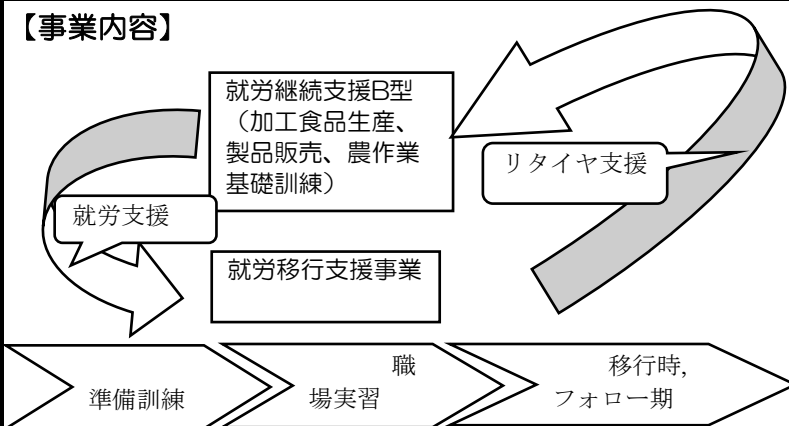 【事業内容】
就労継続支援B型
（加工食品生産、
製品販売、農作業
基礎訓練）
リタイヤ支援
就労支援
就労移行支援事業
準備訓練
職
場実習
移行時,
フォロー期